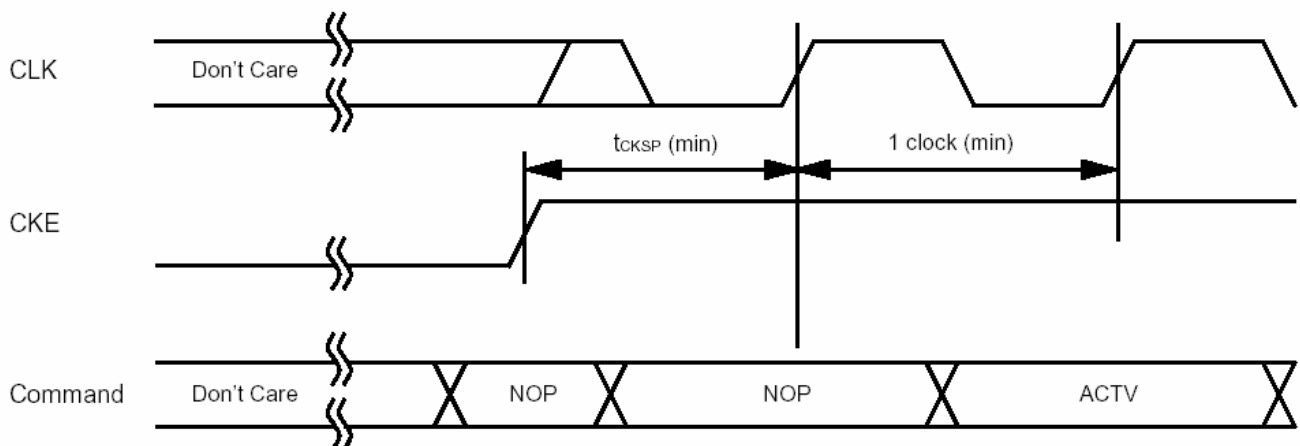 CLK
Don't Care
tCKSP (min)
1 clock (min)
CKE
Command
Don't Care
NOP
NOP
ACTV